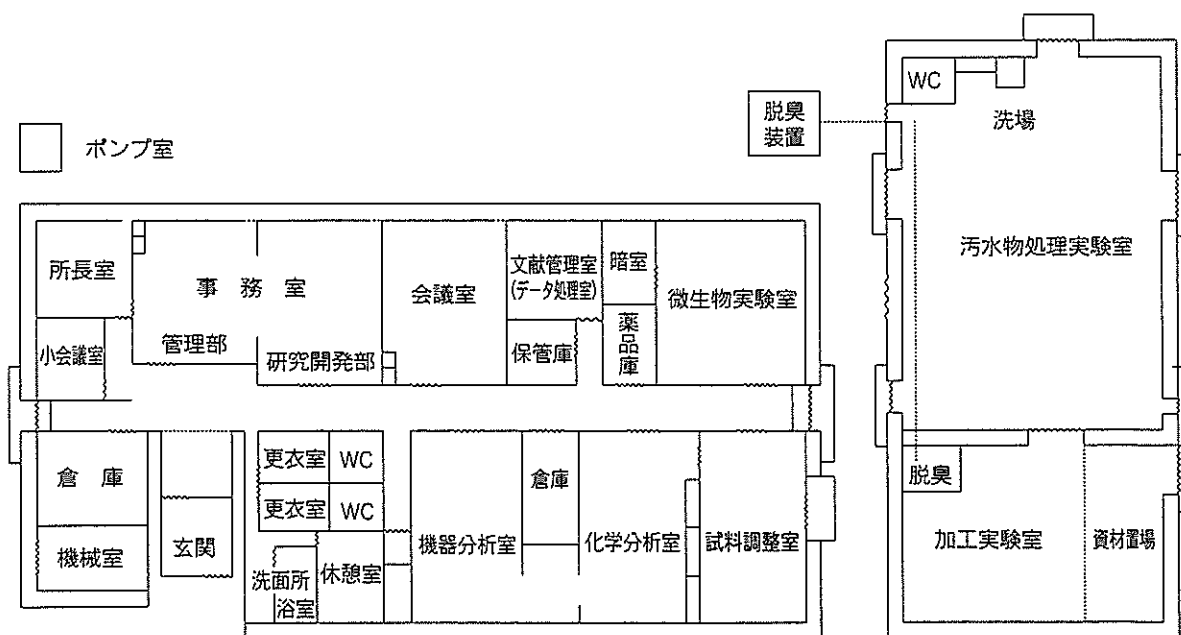 ポンプ室
脱臭
装置
WC
洗場
汚水物処理実験室
所長室
事務室
会議室
文献管理室
(データ処理室)
暗室
微生物実験室
小会議室
管理部
研究開発部
保管庫
薬品庫
倉庫
機械室
玄関
更衣室
WC
更衣室
WC
洗面所
浴室
休憩室
機器分析室
倉庫
化学分析室
試料調整室
脱臭
加工実験室
資材置場